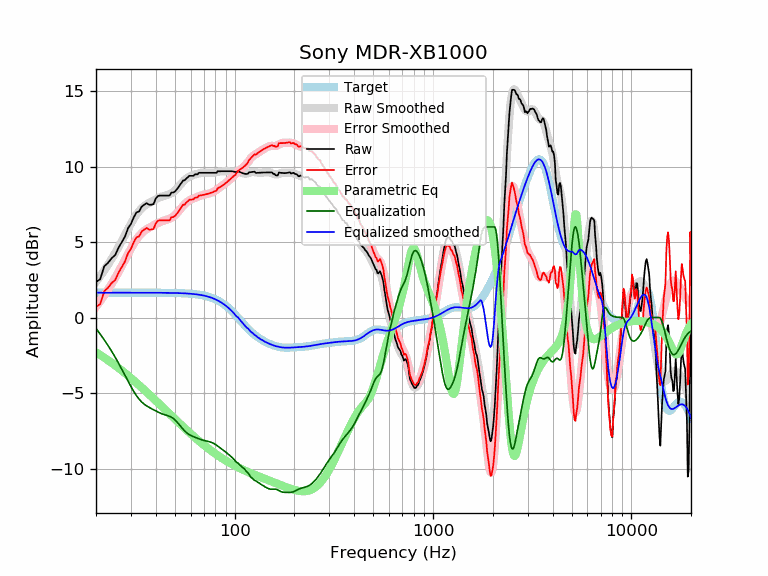 Sony MDR-XB1000
Target
Raw Smoothed
Error Smoothed
Raw
Error
Parametric Eq
Equalization
Equalized smoothed
15
10
5
0
−5
−10
Amplitude (dBr)
100
1000
10000
Frequency (Hz)